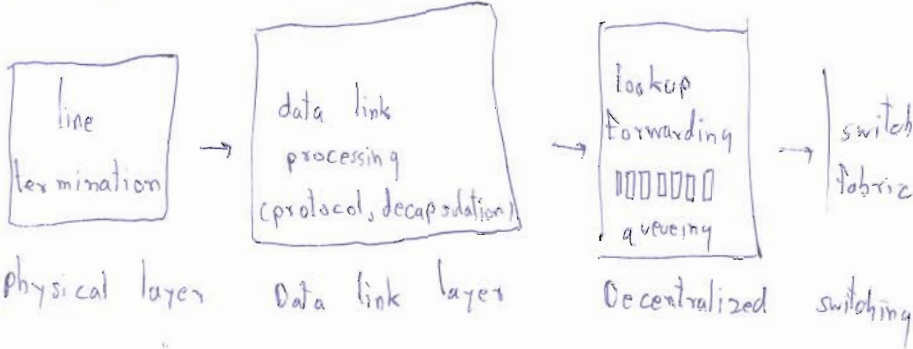 line
termination
data link
processing
(protocol, decapsulation)
lookup
forwarding
queueing
switch
fabric
physical layer
Data link layer
Decentralized switching